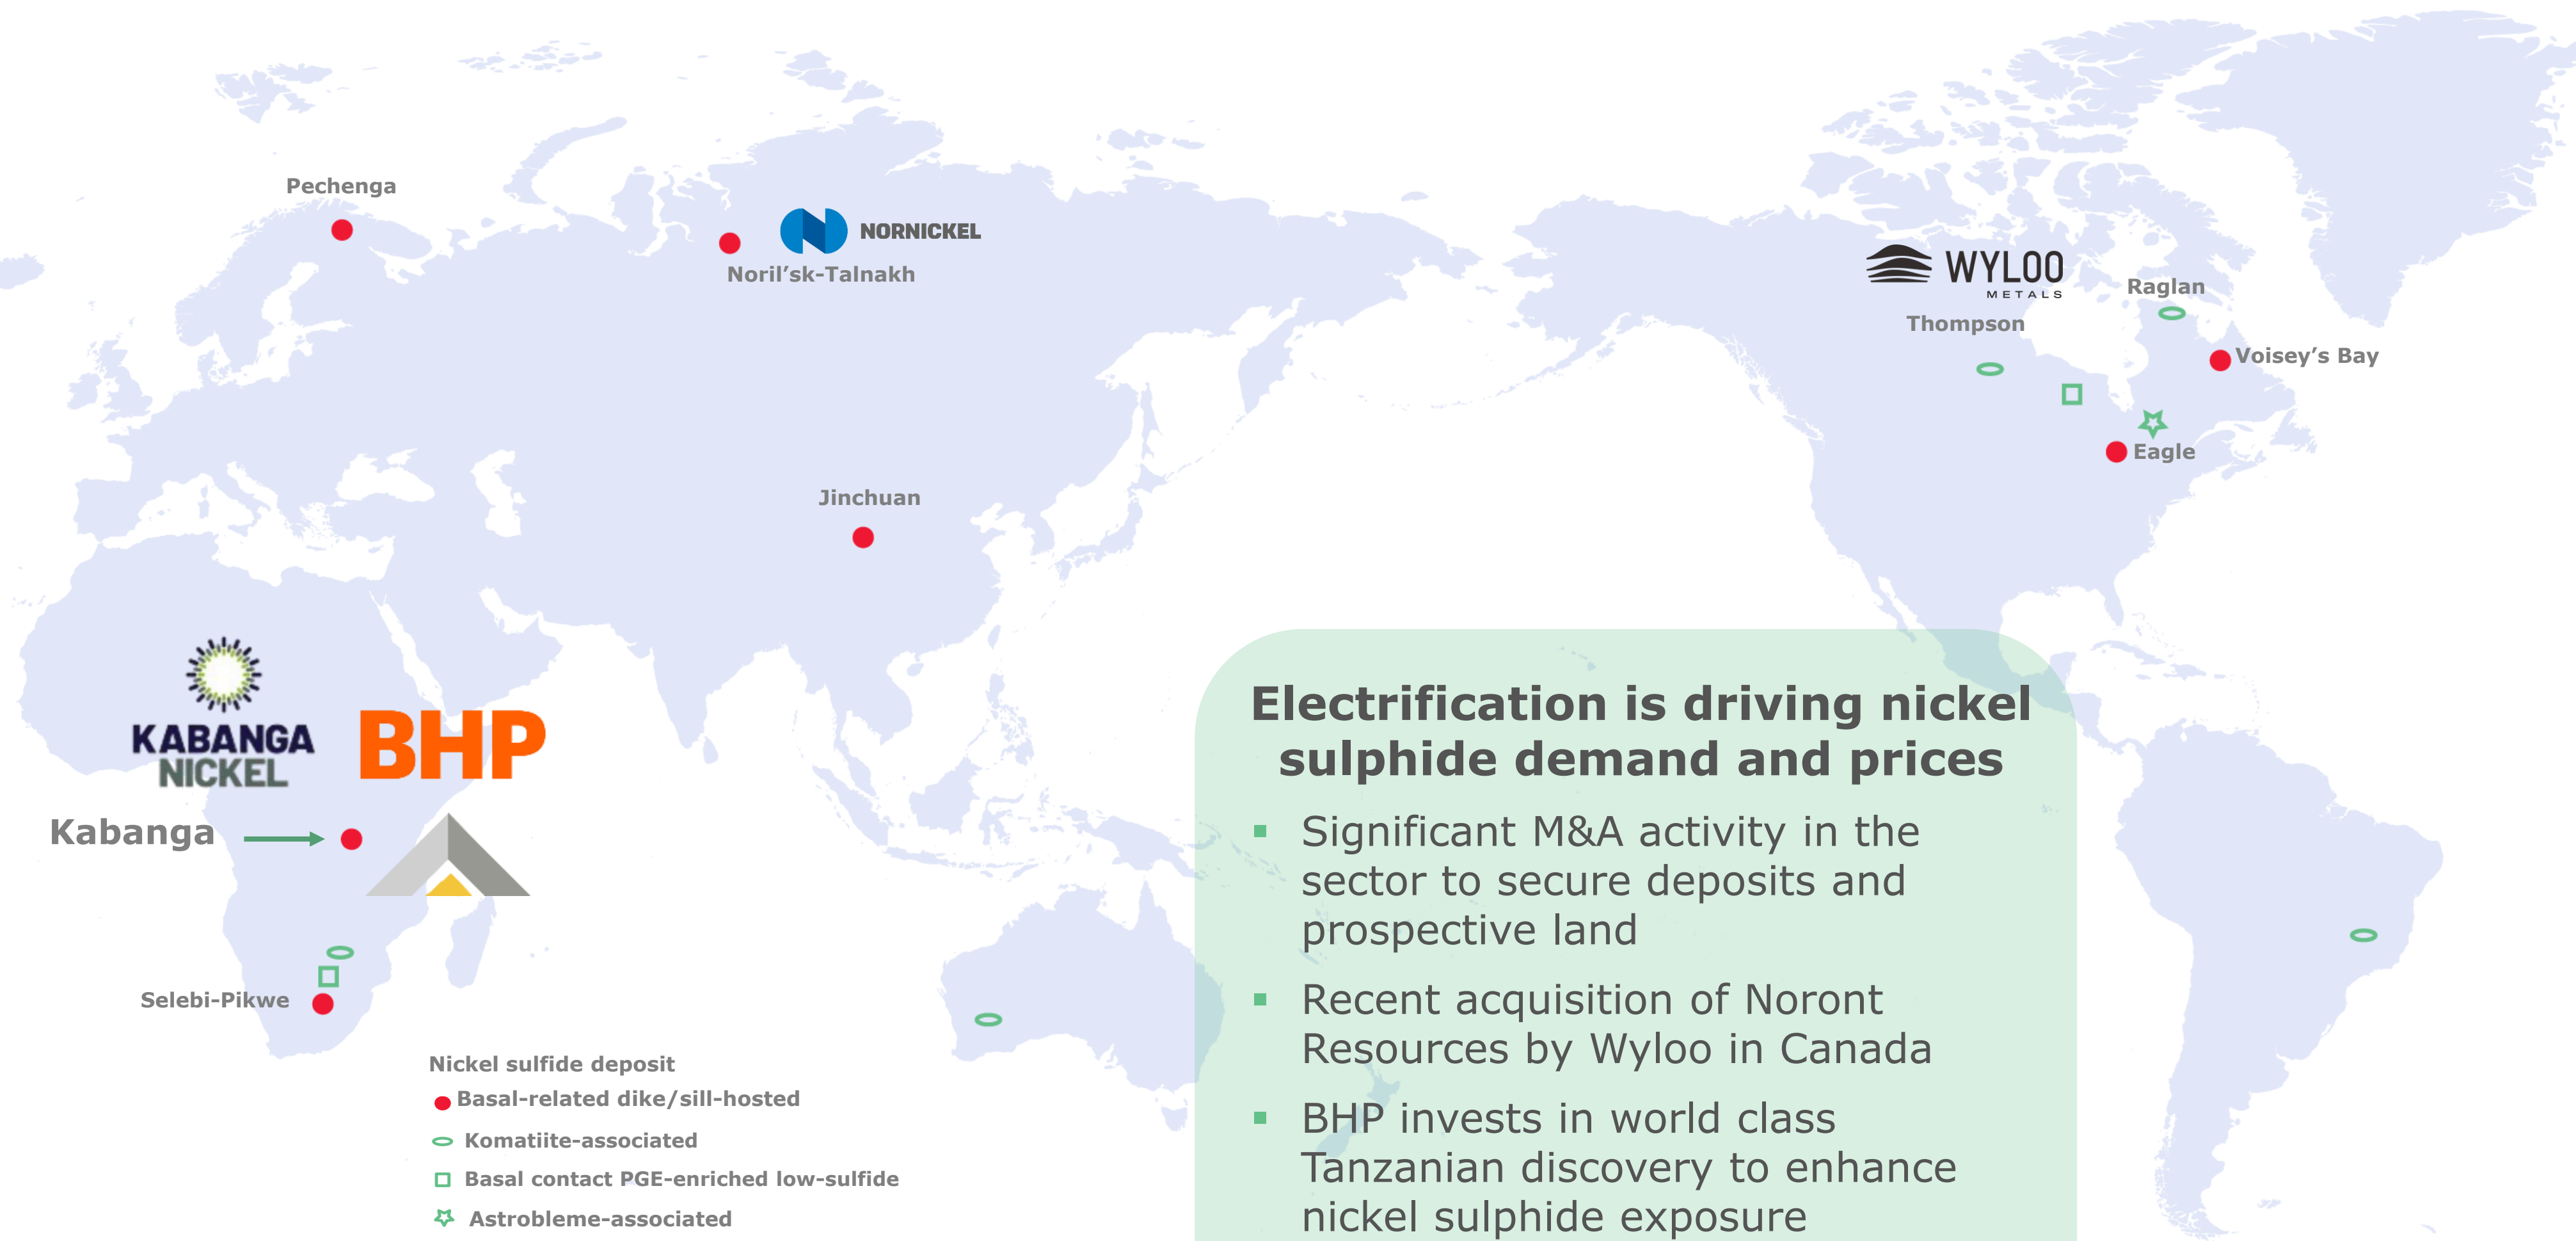 Pechenga
NORNICKEL
Noril’sk-Talnakh
WYLOO
METALS
Raglan
Thompson
Voisey’s Bay
Eagle
Jinchuan
KABANGA
NICKEL
BHP
Kabanga
Selebi-Pikwe
Nickel sulfide deposit
Basal-related dike/sill-hosted
Komatiite-associated
Basal contact PGE-enriched low-sulfide
Astrobleme-associated
Electrification is driving nickel
sulphide demand and prices
▪ Significant M&A activity in the
sector to secure deposits and
prospective land
▪ Recent acquisition of Noront
Resources by Wyloo in Canada
▪ BHP invests in world class
Tanzanian discovery to enhance
nickel sulphide exposure